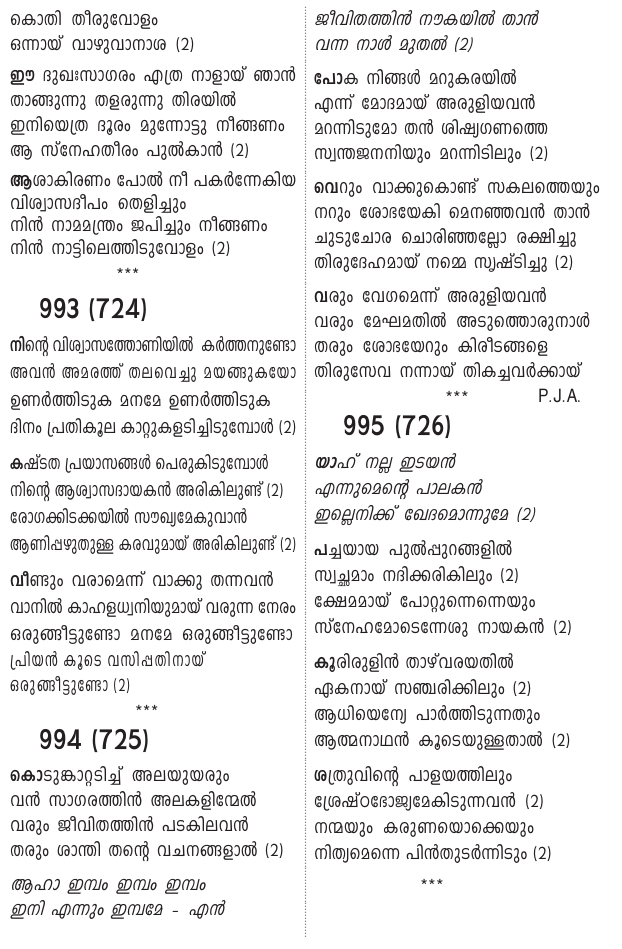 കൊതി തീരുവോളം
ഒന്നായ് വാഴുവാനാശ (2)
ഈ ദുഖഃസാഗരം എത്ര നാളായ് ഞാൻ
താങ്ങുന്നു തളരുന്നു തിരയിൽ
ഇനിയെത്ര ദൂരം മുന്നോട്ടു നീങ്ങണം
ആ സ്നേഹതീരം പുൽകാൻ (2)
ആശാകിരണം പോൽ നീ പകർന്നേകിയ
വിശ്വാസദീപം തെളിച്ചും
നിൻ നാമമന്ത്രം ജപിച്ചും നീങ്ങണം
നിൻ നാട്ടിലെത്തിടുവോളം (2)
***
993 (724)
നിന്റെ വിശ്വാസത്തോണിയിൽ കർത്തനുണ്ടോ
അവൻ അമരത്ത് തലവെച്ചു മയങ്ങുകയോ
ഉണർത്തിടുക മനമേ ഉണർത്തിടുക
ദിനം പ്രതികൂല കാറ്റുകളടിച്ചിടുമ്പോൾ (2)
കഷ്ടത പ്രയാസങ്ങൾ പെരുകിടുമ്പോൾ
നിന്റെ ആശ്വാസദായകൻ അരികിലുണ്ട് (2)
രോഗക്കിടക്കയിൽ സൗഖ്യമേകുവാൻ
ആണിപ്പഴുതുള്ള കരവുമായ് അരികിലുണ്ട് (2)
വീണ്ടും വരാമെന്ന് വാക്കു തന്നവൻ
വാനിൽ കാഹളധ്വനിയുമായ് വരുന്ന നേരം
ഒരുങ്ങീട്ടുണ്ടോ മനമേ ഒരുങ്ങീട്ടുണ്ടോ
പ്രിയൻ കൂടെ വസിപ്പതിനായ്
ഒരുങ്ങീട്ടുണ്ടോ (2)
***
994 (725)
കൊടുങ്കാറ്റടിച്ച് അലയുയരും
വൻ സാഗരത്തിൻ അലകളിന്മേൽ
വരും ജീവിതത്തിൻ പടകിലവൻ
തരും ശാന്തി തന്റെ വചനങ്ങളാൽ (2)
ആഹാ ഇമ്പം ഇമ്പം ഇമ്പം
ഇനി എന്നും ഇമ്പമേ - എൻ
ജീവിതത്തിൻ നൗകയിൽ താൻ
വന്ന നാൾ മുതൽ (2)
പോക നിങ്ങൾ മറുകരയിൽ
എന്ന് മോദമായ് അരുളിയവൻ
മറന്നിടുമോ തൻ ശിഷ്യഗണത്തെ
സ്വന്തജനനിയും മറന്നിടിലും (2)
വെറും വാക്കുകൊണ്ട് സകലത്തെയും
നറും ശോഭയേകി മെനഞ്ഞവൻ താൻ
ചുടുചോര ചൊരിഞ്ഞല്ലോ രക്ഷിച്ചു
തിരുദേഹമായ് നമ്മെ സൃഷ്ടിച്ചു (2)
വരും വേഗമെന്ന് അരുളിയവൻ
വരും മേഘമതിൽ അടുത്തൊരുനാൾ
തരും ശോഭയേറും കിരീടങ്ങളെ
തിരുസേവ നന്നായ് തികച്ചവർക്കായ്
*** P.J.A.
995 (726)
യാഹ് നല്ല ഇടയൻ
എന്നുമെന്റെ പാലകൻ
ഇല്ലെനിക്ക് ഖേദമൊന്നുമേ (2)
പച്ചയായ പുൽപ്പുറങ്ങളിൽ
സ്വച്ഛമാം നദിക്കരികിലും (2)
ക്ഷേമമായ് പോറ്റുന്നെന്നെയും
സ്നേഹമോടെന്നേശു നായകൻ (2)
കൂരിരുളിൻ താഴ്‌വരയതിൽ
ഏകനായ് സഞ്ചരിക്കിലും (2)
ആധിയെന്യേ പാർത്തിടുന്നതും
ആത്മനാഥൻ കൂടെയുള്ളതാൽ (2)
ശത്രുവിന്റെ പാളയത്തിലും
ശ്രേഷ്ഠഭോജ്യമേകിടുന്നവൻ (2)
നന്മയും കരുണയൊക്കെയും
നിത്യമെന്നെ പിൻതുടർന്നിടും (2)
***